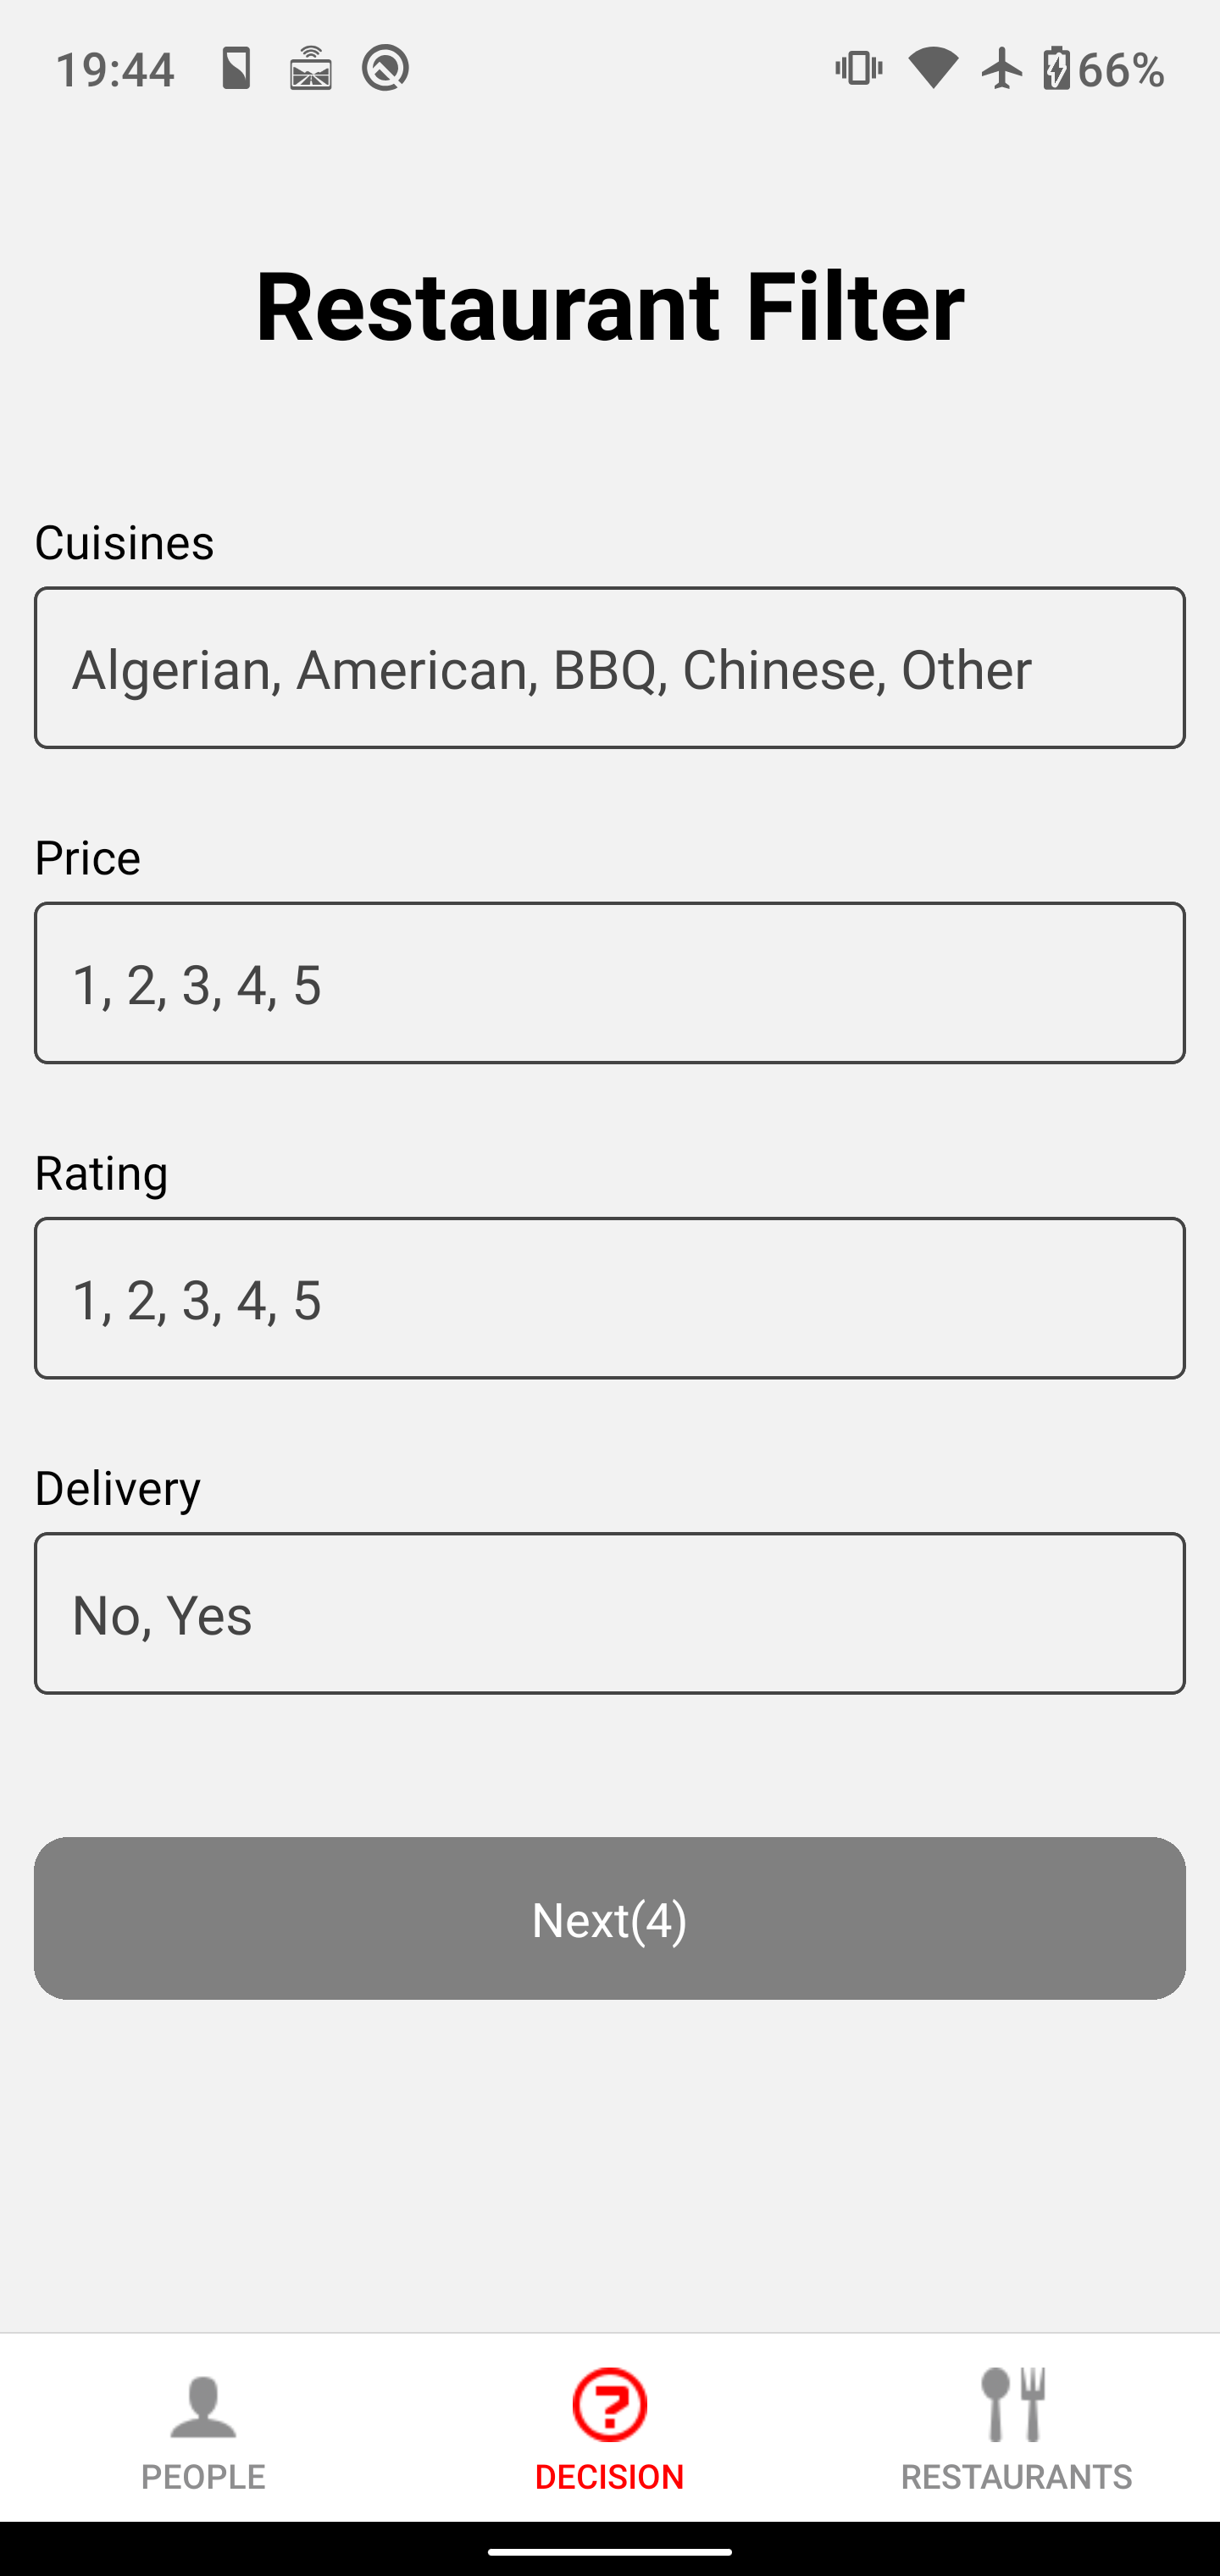 19:44
66%
Restaurant Filter
Cuisines
Algerian, American, BBQ, Chinese, Other
Price
1, 2, 3, 4, 5
Rating
1, 2, 3, 4, 5
Delivery
No, Yes
Next(4)
PEOPLE
DECISION
RESTAURANTS